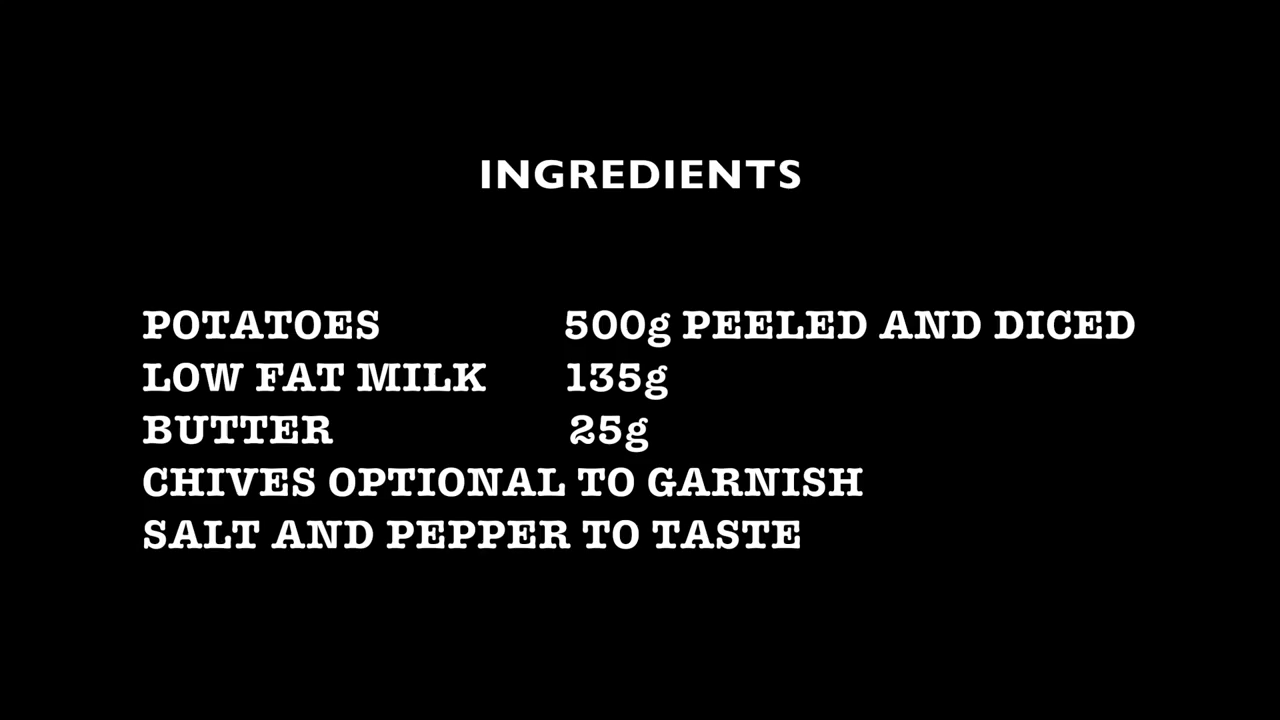 INGREDIENTS
POTATOES 500g PEELED AND DICED
LOW FAT MILK 135g
BUTTER 25g
CHIVES OPTIONAL TO GARNISH
SALT AND PEPPER TO TASTE